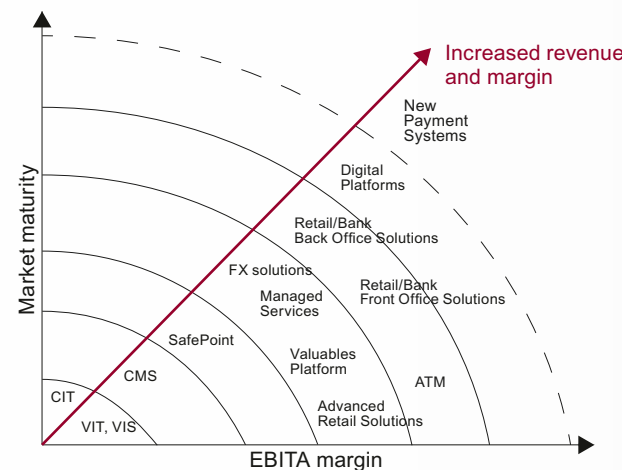 Increased revenue
and margin
New
Payment
Systems
Digital
Platforms
Retail/Bank
Back Office Solutions
FX solutions
Retail/Bank
Front Office Solutions
Managed
Services
SafePoint
Valuables
Platform
CMS
ATM
CIT
Advanced
Retail Solutions
VIT, VIS
Market maturity
EBITA margin